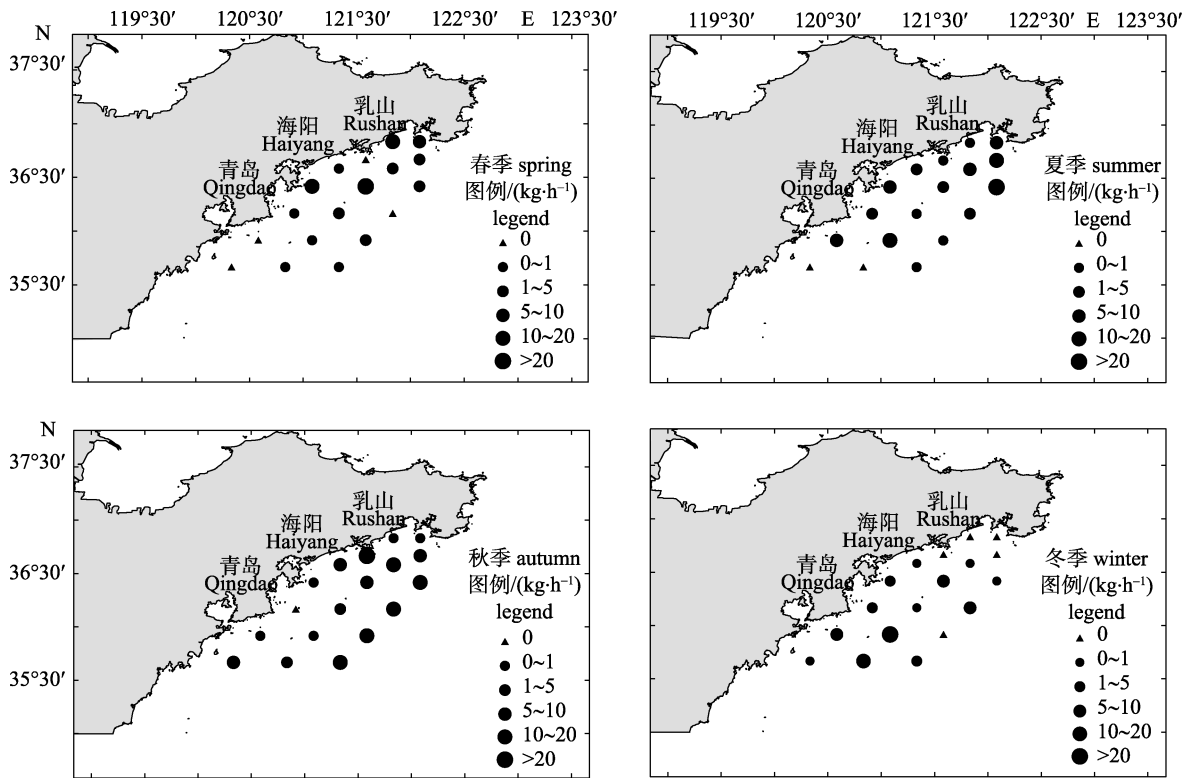 119°30′ 120°30′ 121°30′ E 122°30′ 123°30′
N
37°30′
36°30′
35°30′
乳山
Rushan
海阳
Haiyang
青岛
Qingdao
春季 spring
图例/(kg·h⁻¹)
legend
0
0~1
1~5
5~10
10~20
>20
119°30′ 120°30′ 121°30′ E 122°30′ 123°30′
乳山
Rushan
海阳
Haiyang
青岛
Qingdao
夏季 summer
图例/(kg·h⁻¹)
legend
0
0~1
1~5
5~10
10~20
>20
N
37°30′
36°30′
35°30′
乳山
Rushan
海阳
Haiyang
青岛
Qingdao
秋季 autumn
图例/(kg·h⁻¹)
legend
0
0~1
1~5
5~10
10~20
>20
乳山
Rushan
海阳
Haiyang
青岛
Qingdao
冬季 winter
图例/(kg·h⁻¹)
legend
0
0~1
1~5
5~10
10~20
>20